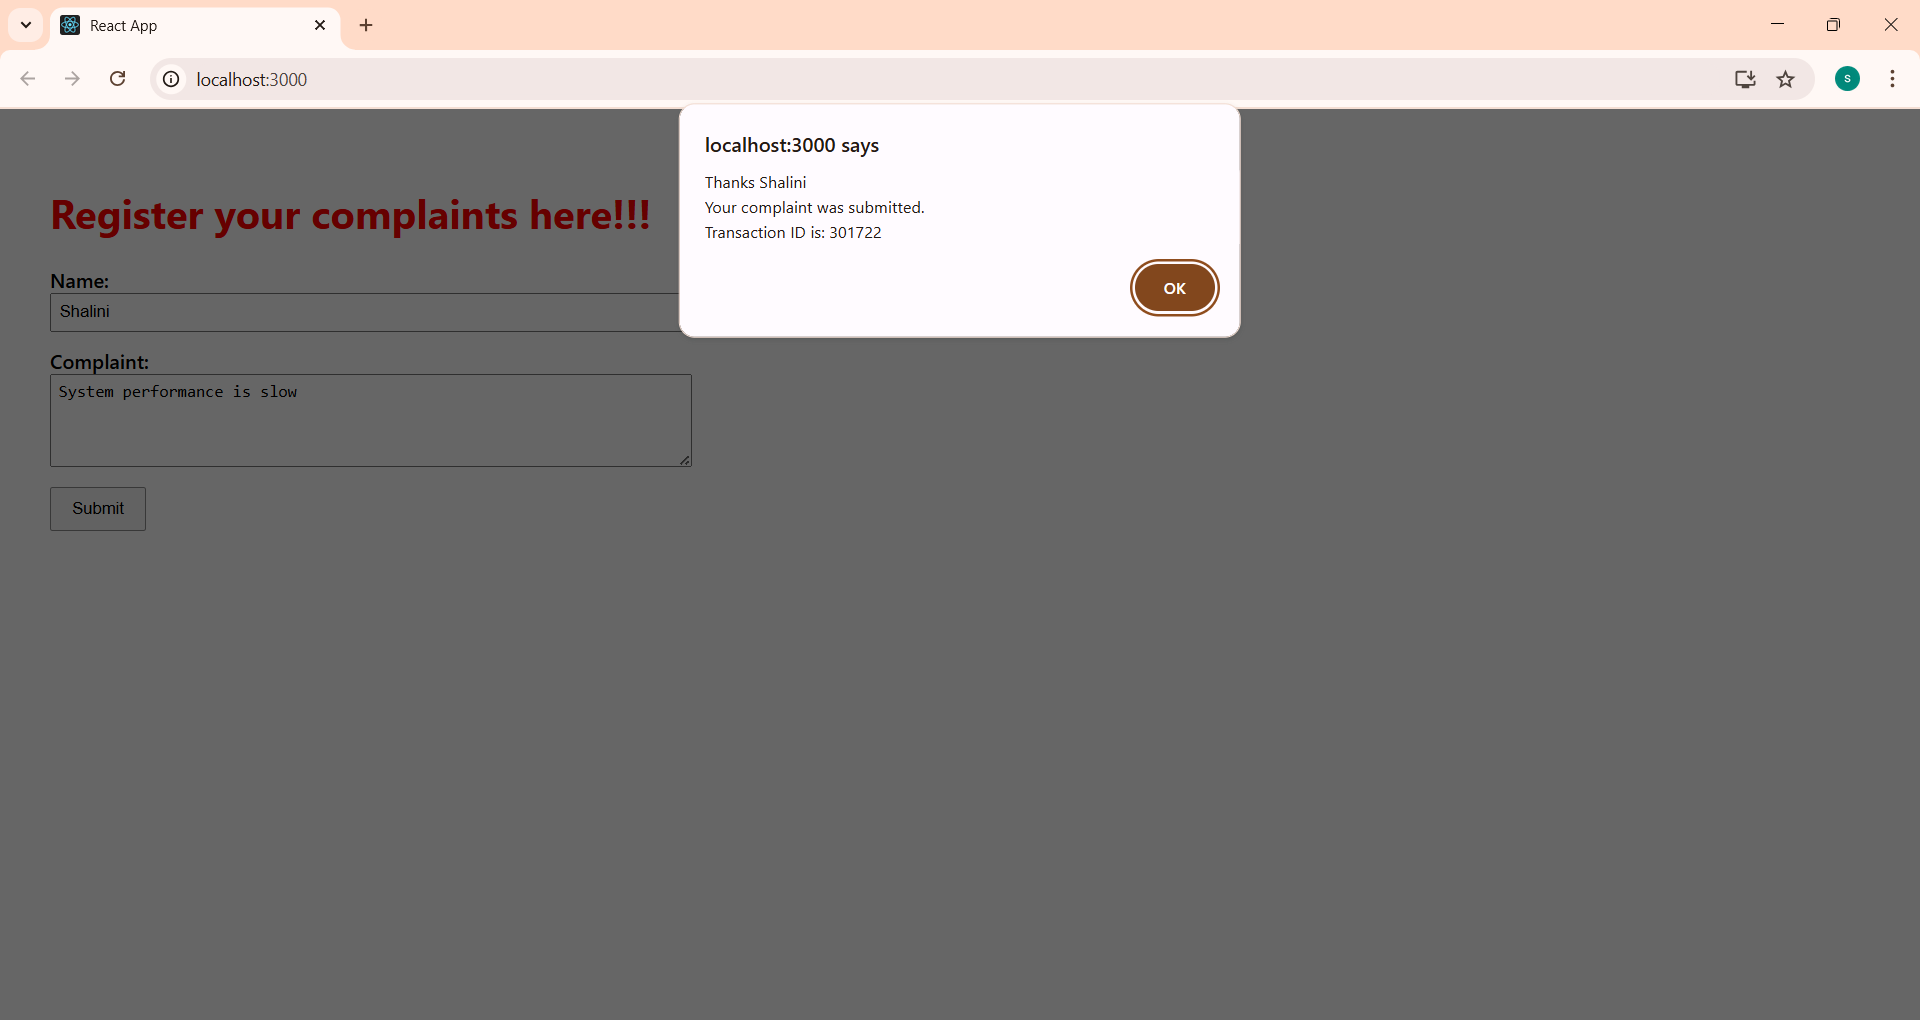 React App
localhost:3000
S
localhost:3000 says
Thanks Shalini
Your complaint was submitted.
Transaction ID is: 301722
OK
Register your complaints here!!!
Name:
Shalini
Complaint:
System performance is slow
Submit